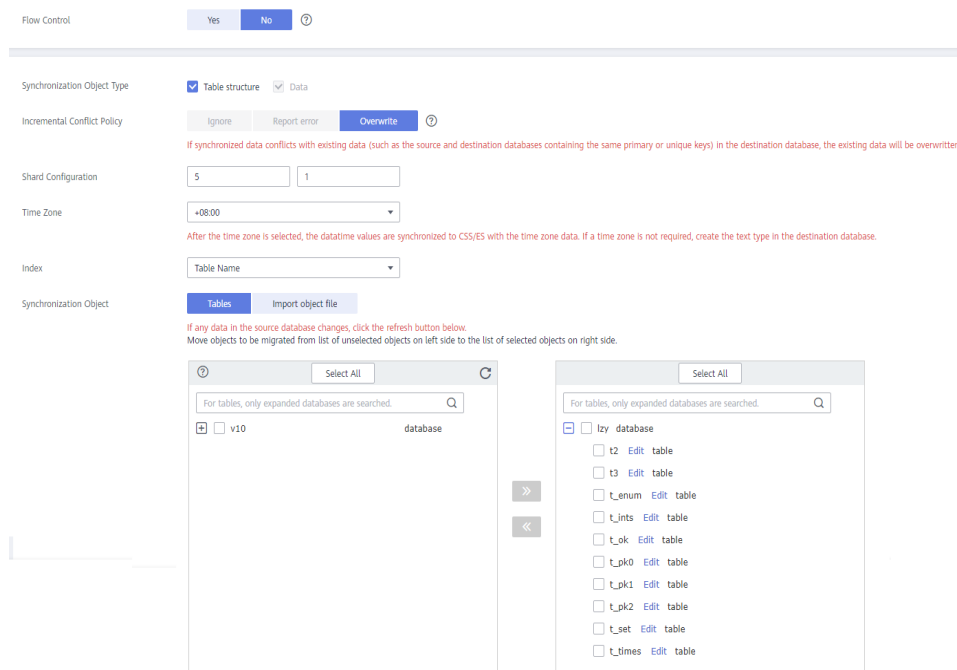 Flow Control Yes No ?
Synchronization Object Type Table structure Data
Incremental Conflict Policy Ignore Report error Overwrite ?
If synchronized data conflicts with existing data (such as the source and destination databases containing the same primary or unique keys) in the destination database, the existing data will be overwritten
Shard Configuration 5 1
Time Zone +08:00
After the time zone is selected, the datatime values are synchronized to CSS/ES with the time zone data. If a time zone is not required, create the text type in the destination database.
Index Table Name
Synchronization Object Tables Import object file
If any data in the source database changes, click the refresh button below.
Move objects to be migrated from list of unselected objects on left side to the list of selected objects on right side.
? Select All
For tables, only expanded databases are searched.
v10 database
Select All
For tables, only expanded databases are searched.
lzy database
t2 Edit table
t3 Edit table
t_enum Edit table
t_ints Edit table
t_ok Edit table
t_pk0 Edit table
t_pk1 Edit table
t_pk2 Edit table
t_set Edit table
t_times Edit table